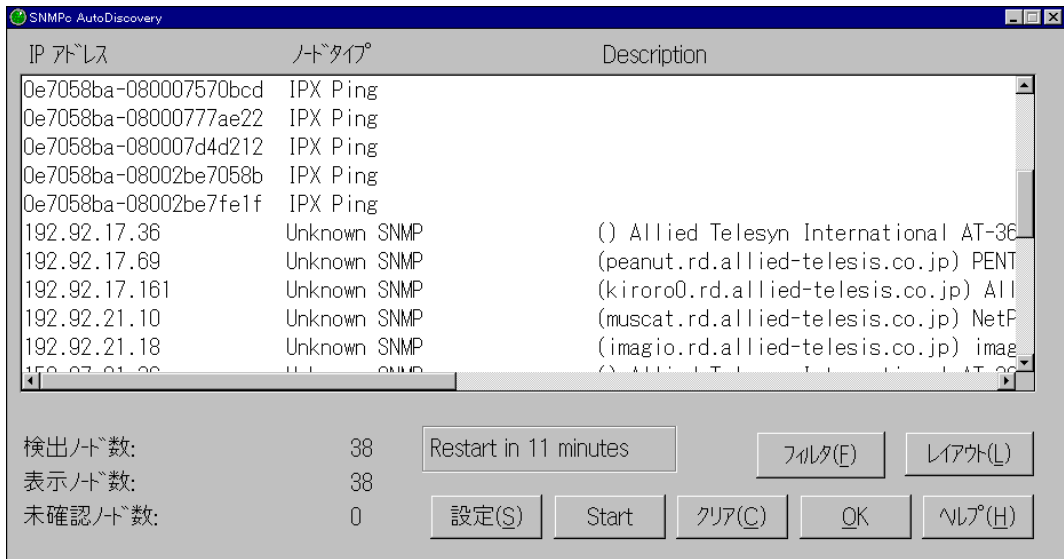 SNMPc AutoDiscovery
IP ｱﾄﾞﾚｽ ﾉｰﾄﾞﾀｲﾌﾟ Description
0e7058ba-080007570bcd IPX Ping
0e7058ba-08000777ae22 IPX Ping
0e7058ba-080007d4d212 IPX Ping
0e7058ba-08002be7058b IPX Ping
0e7058ba-08002be7fe1f IPX Ping
192.92.17.36 Unknown SNMP () Allied Telesyn International AT-36
192.92.17.69 Unknown SNMP (peanut.rd.allied-telesis.co.jp) PENT
192.92.17.161 Unknown SNMP (kiroro0.rd.allied-telesis.co.jp) All
192.92.21.10 Unknown SNMP (muscat.rd.allied-telesis.co.jp) NetP
192.92.21.18 Unknown SNMP (imagio.rd.allied-telesis.co.jp) imag
検出ﾉｰﾄﾞ数: 38 Restart in 11 minutes ﾌｨﾙﾀ(F) ﾚｲｱｳﾄ(L)
表示ﾉｰﾄﾞ数: 38
未確認ﾉｰﾄﾞ数: 0 設定(S) Start ｸﾘｱ(C) OK ﾍﾙﾌﾟ(H)